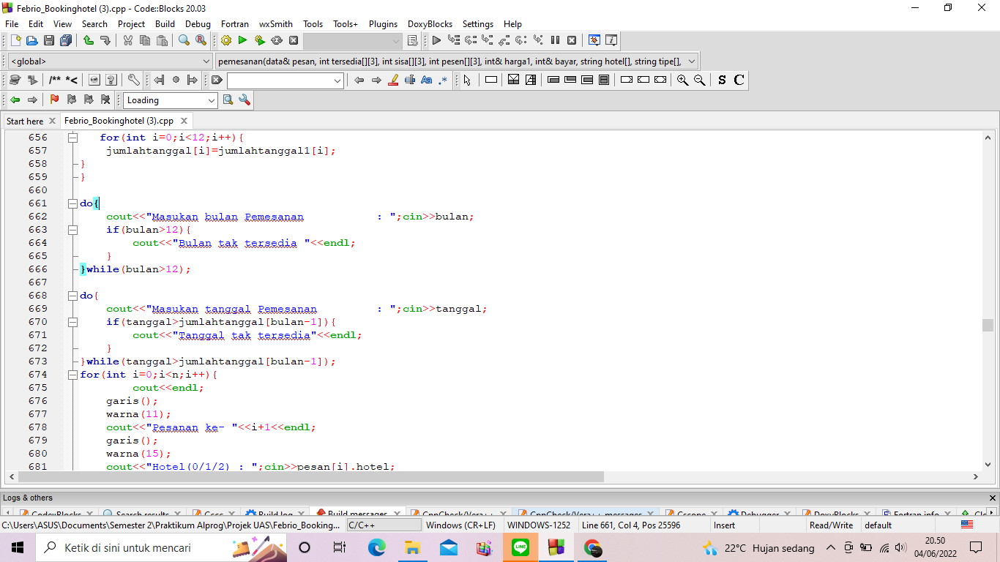 Febrio_Bookinghotel (3).cpp - Code::Blocks 20.03
File Edit View Search Project Build Debug Fortran wxSmith Tools Tools+ Plugins DoxyBlocks Settings Help
<global> pemesanan(data& pesan, int tersedia[][3], int sisa[][3], int pesen[][3], int& harga1, int& bayar, string hotel[], string tipe[],
/** *< Aa .* S C
Loading
Start here Febrio_Bookinghotel (3).cpp
656 for(int i=0;i<12;i++){
657 jumlahtanggal[i]=jumlahtanggal1[i];
658 }
659 }
660
661 do{
662 cout<<"Masukan bulan Pemesanan : ";cin>>bulan;
663 if(bulan>12){
664 cout<<"Bulan tak tersedia "<<endl;
665 }
666 }while(bulan>12);
667
668 do{
669 cout<<"Masukan tanggal Pemesanan : ";cin>>tanggal;
670 if(tanggal>jumlahtanggal[bulan-1]){
671 cout<<"Tanggal tak tersedia"<<endl;
672 }
673 }while(tanggal>jumlahtanggal[bulan-1]);
674 for(int i=0;i<n;i++){
675 cout<<endl;
676 garis();
677 warna(11);
678 cout<<"Pesanan ke- "<<i+1<<endl;
679 garis();
680 warna(15);
681 cout<<"Hotel(0/1/2) : ";cin>>pesan[i].hotel;
Logs & others
Code::Blocks Search results Cccc Build log Build messages CppCheck/Vera++ CppCheck/Vera++ messages Cscope Debugger DoxyBlocks Fortran info
C:\Users\ASUS\Documents\Semester 2\Praktikum Alprog\Projek UAS\Febrio_Booking... C/C++ Windows (CR+LF) WINDOWS-1252 Line 661, Col 4, Pos 25596 Insert Read/Write default
Ketik di sini untuk mencari LINE 22°C Hujan sedang 20.50
04/06/2022